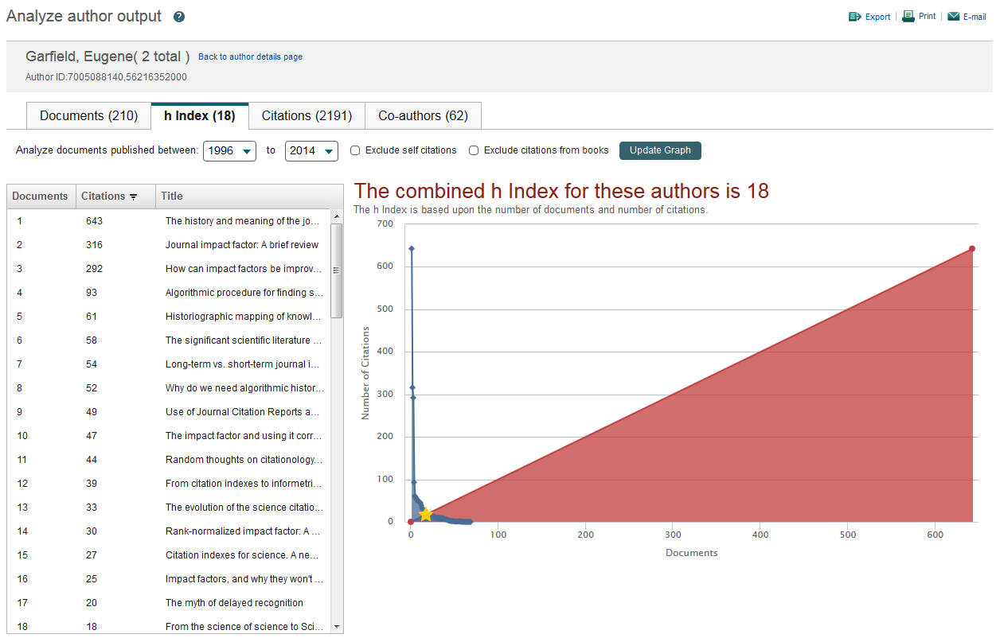 Analyze author output ?
Export | Print | E-mail
Garfield, Eugene( 2 total ) Back to author details page
Author ID:7005088140,56216352000
Documents (210) h Index (18) Citations (2191) Co-authors (62)
Analyze documents published between: 1996 to 2014 Exclude self citations Exclude citations from books Update Graph
Documents Citations Title
1 643 The history and meaning of the jo...
2 316 Journal impact factor: A brief review
3 292 How can impact factors be improv...
4 93 Algorithmic procedure for finding s...
5 61 Historiographic mapping of knowl...
6 58 The significant scientific literature ...
7 54 Long-term vs. short-term journal i...
8 52 Why do we need algorithmic histor...
9 49 Use of Journal Citation Reports a...
10 47 The impact factor and using it corr...
11 44 Random thoughts on citationology...
12 39 From citation indexes to informetri...
13 33 The evolution of the science citatio...
14 30 Rank-normalized impact factor: A ...
15 27 Citation indexes for science. A ne...
16 25 Impact factors, and why they won't ...
17 20 The myth of delayed recognition
18 18 From the science of science to Sci...
The combined h Index for these authors is 18
The h Index is based upon the number of documents and number of citations.
700
600
500
400
300
200
100
0
Number of Citations
0 100 200 300 400 500 600
Documents